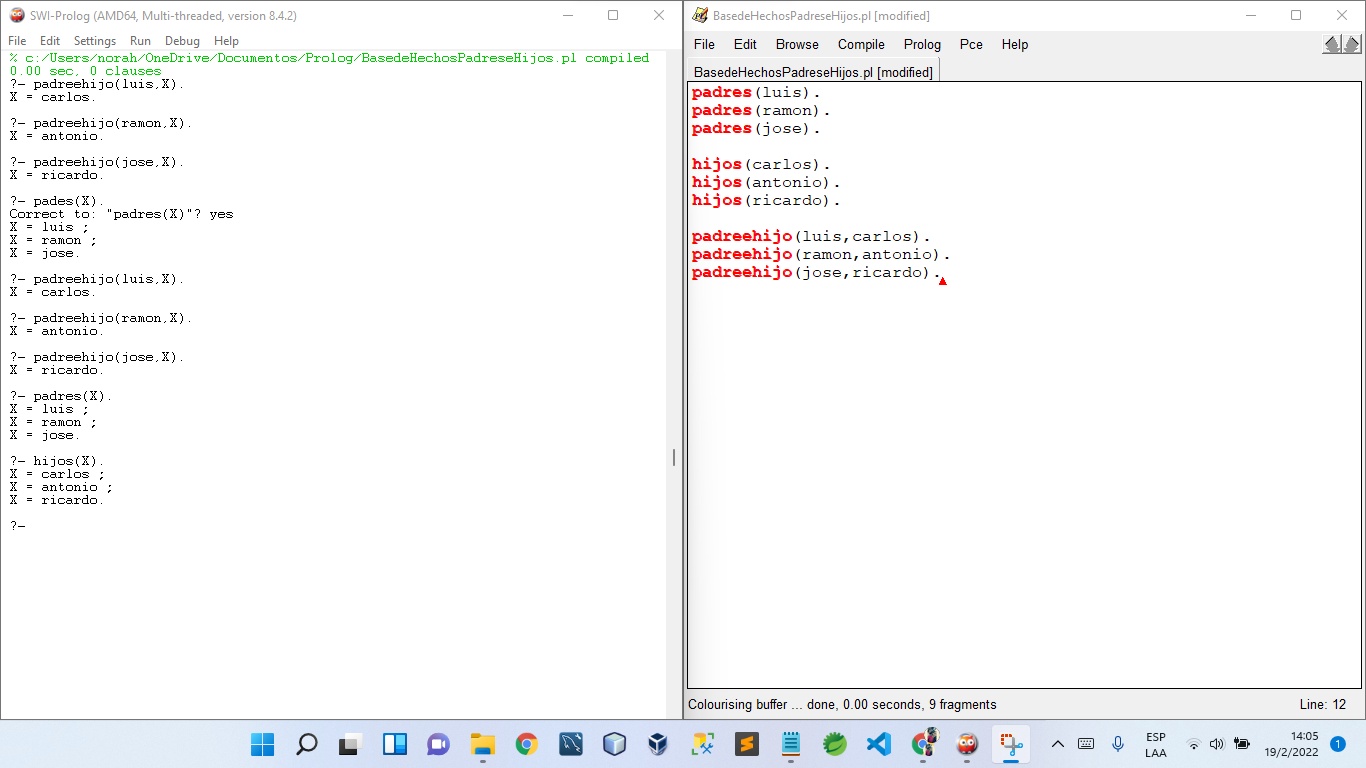 SWI-Prolog (AMD64, Multi-threaded, version 8.4.2)
File Edit Settings Run Debug Help
% c:/Users/norah/OneDrive/Documentos/Prolog/BasedeHechosPadreseHijos.pl compiled
0.00 sec, 0 clauses
?- padreehijo(luis,X).
X = carlos.
?- padreehijo(ramon,X).
X = antonio.
?- padreehijo(jose,X).
X = ricardo.
?- pades(X).
Correct to: "padres(X)"? yes
X = luis ;
X = ramon ;
X = jose.
?- padreehijo(luis,X).
X = carlos.
?- padreehijo(ramon,X).
X = antonio.
?- padreehijo(jose,X).
X = ricardo.
?- padres(X).
X = luis ;
X = ramon ;
X = jose.
?- hijos(X).
X = carlos ;
X = antonio ;
X = ricardo.
?-
BasedeHechosPadreseHijos.pl [modified]
File Edit Browse Compile Prolog Pce Help
BasedeHechosPadreseHijos.pl [modified]
padres(luis).
padres(ramon).
padres(jose).
hijos(carlos).
hijos(antonio).
hijos(ricardo).
padreehijo(luis,carlos).
padreehijo(ramon,antonio).
padreehijo(jose,ricardo).
Colourising buffer ... done, 0.00 seconds, 9 fragments Line: 12
ESP
LAA
14:05
19/2/2022
1